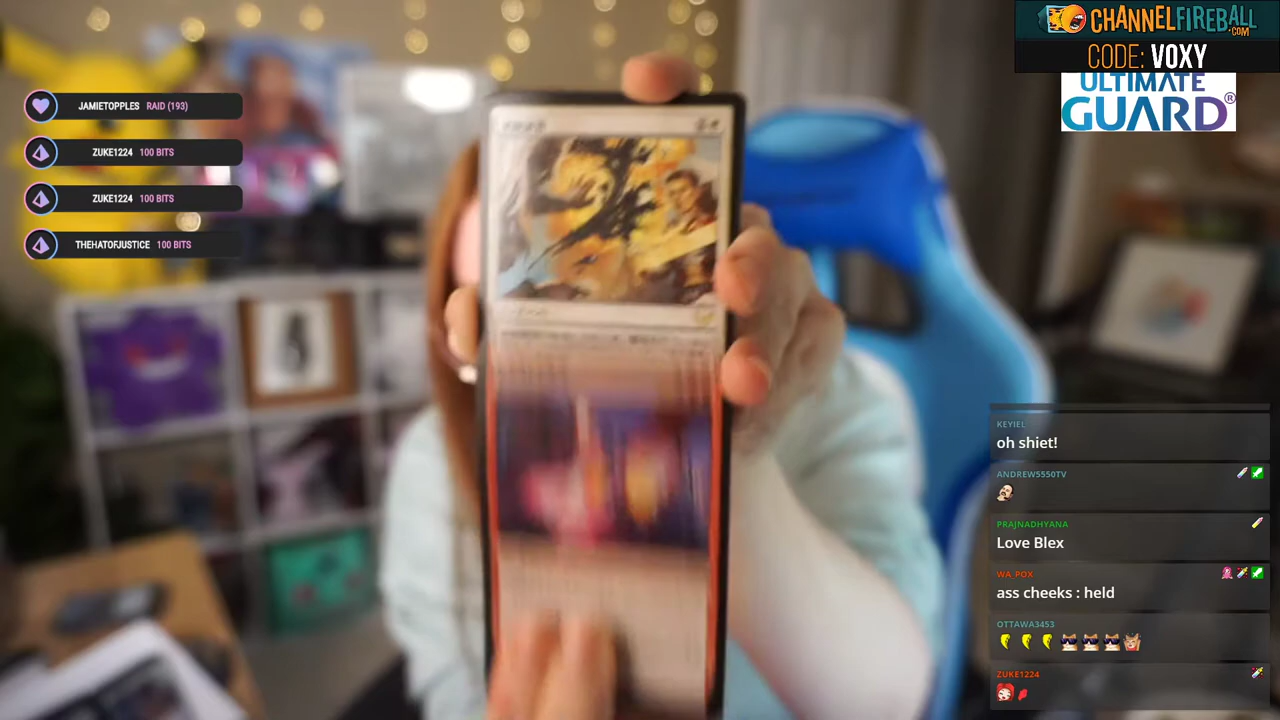 CHANNELFIREBALL
.COM
CODE: VOXY
ULTIMATE
GUARD®
JAMIETOPPLES RAID (193)
ZUKE1224 100 BITS
ZUKE1224 100 BITS
THEHATOFJUSTICE 100 BITS
KEYIEL
oh shiet!
ANDREW5550TV
PRAJNADHYANA
Love Blex
WA_POX
ass cheeks : held
OTTAWA3453
ZUKE1224